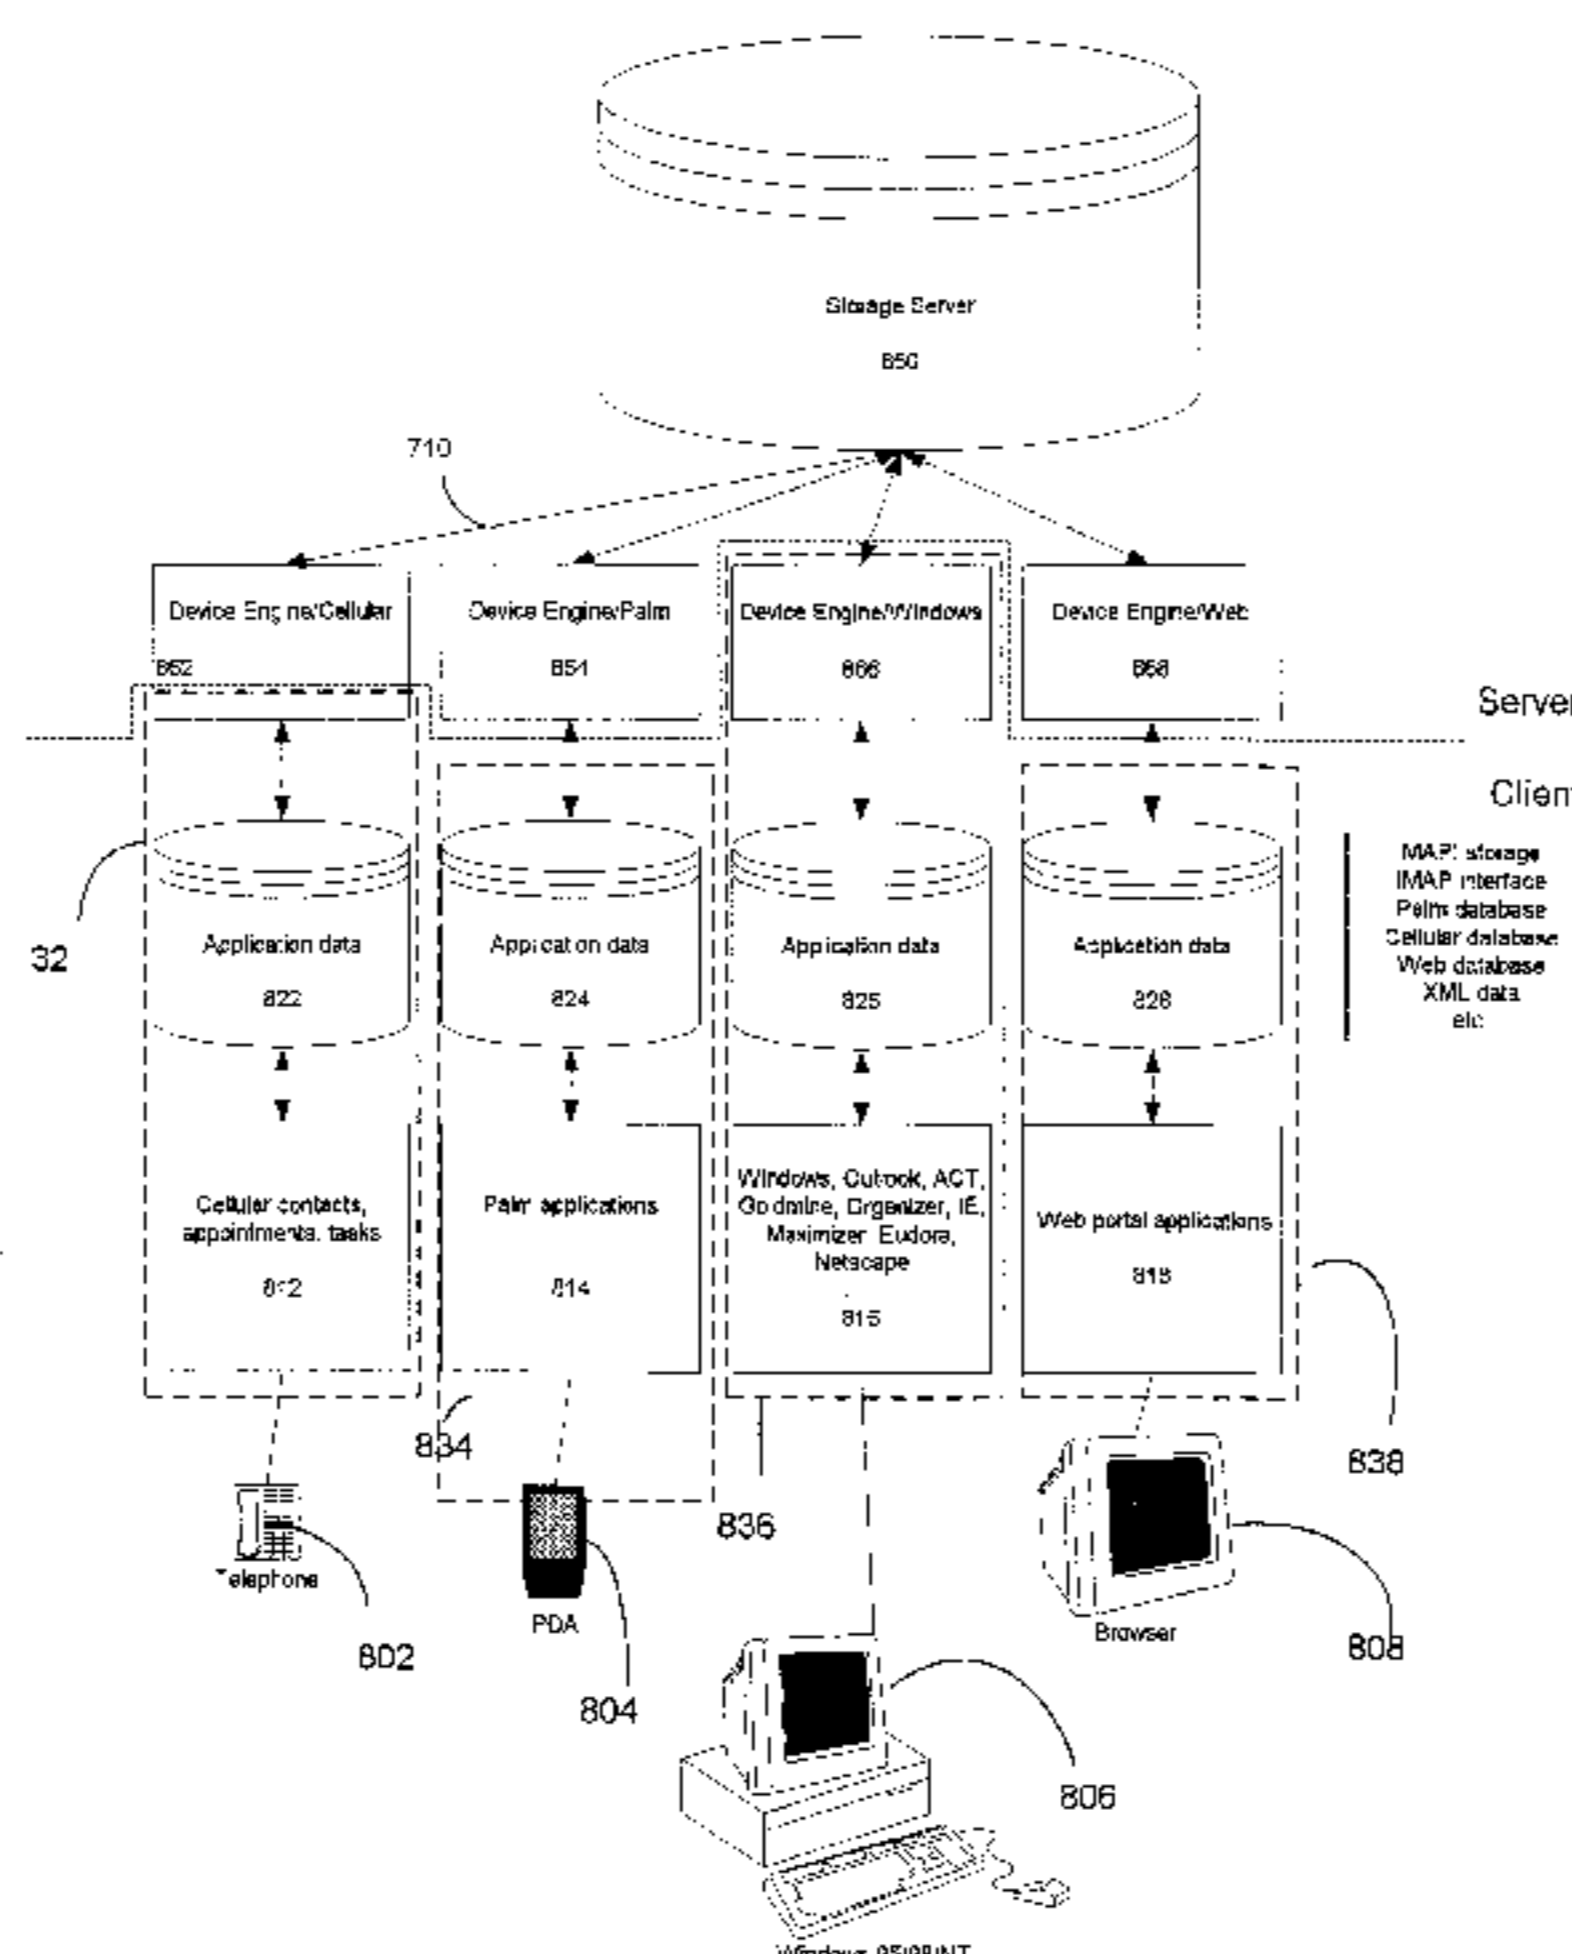 Storage Server
850
710
Device Engine/Cellular
852
Device Engine/Palm
854
Device Engine/Windows
Device Engine/Web
858
Server
Client
MAPI storage
IMAP interface
Palm database
Cellular database
Web database
XML data
etc
32
Application data
822
Application data
824
Application data
825
Application data
826
Cellular contacts,
appointments, tasks
812
Palm applications
814
Windows, Outlook, ACT,
Goldmine, Organizer, IE,
Maximizer, Eudora,
Netscape
815
Web portal applications
818
834
836
838
Telephone
802
PDA
804
806
Browser
808